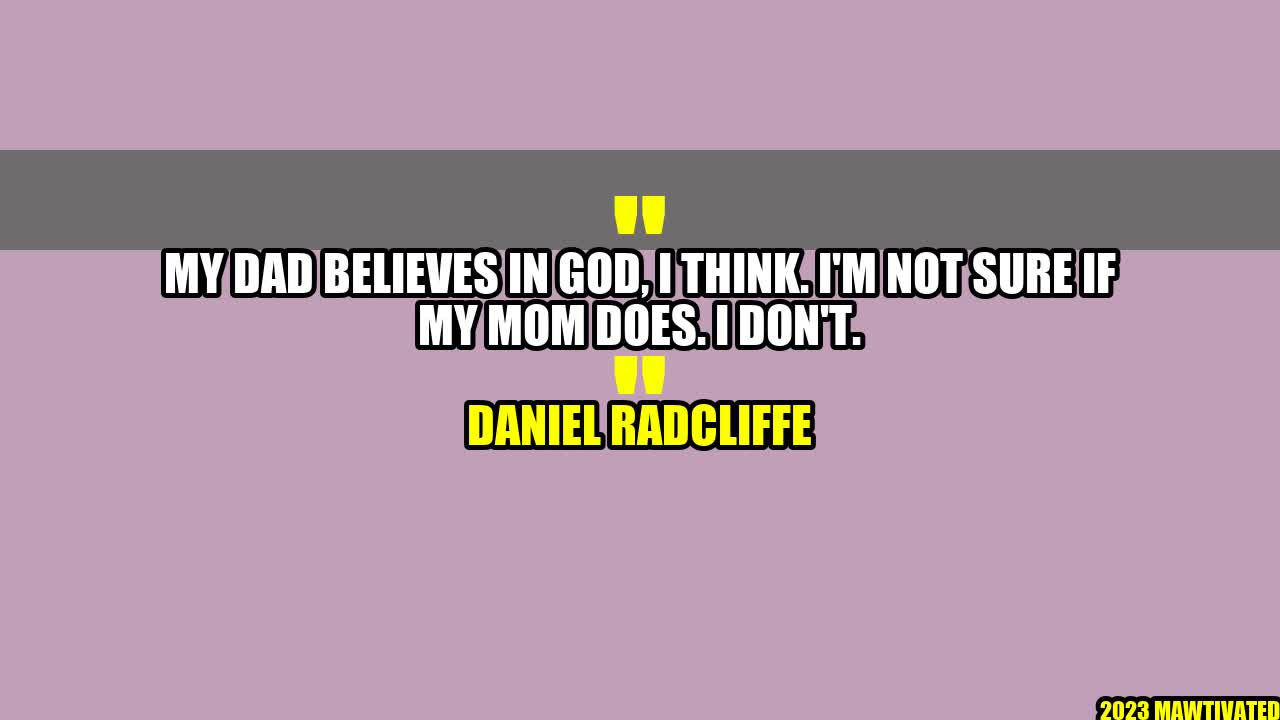 "
MY DAD BELIEVES IN GOD, I THINK. I'M NOT SURE IF
MY MOM DOES. I DON'T.
"
DANIEL RADCLIFFE
2023 MAWTIVATED